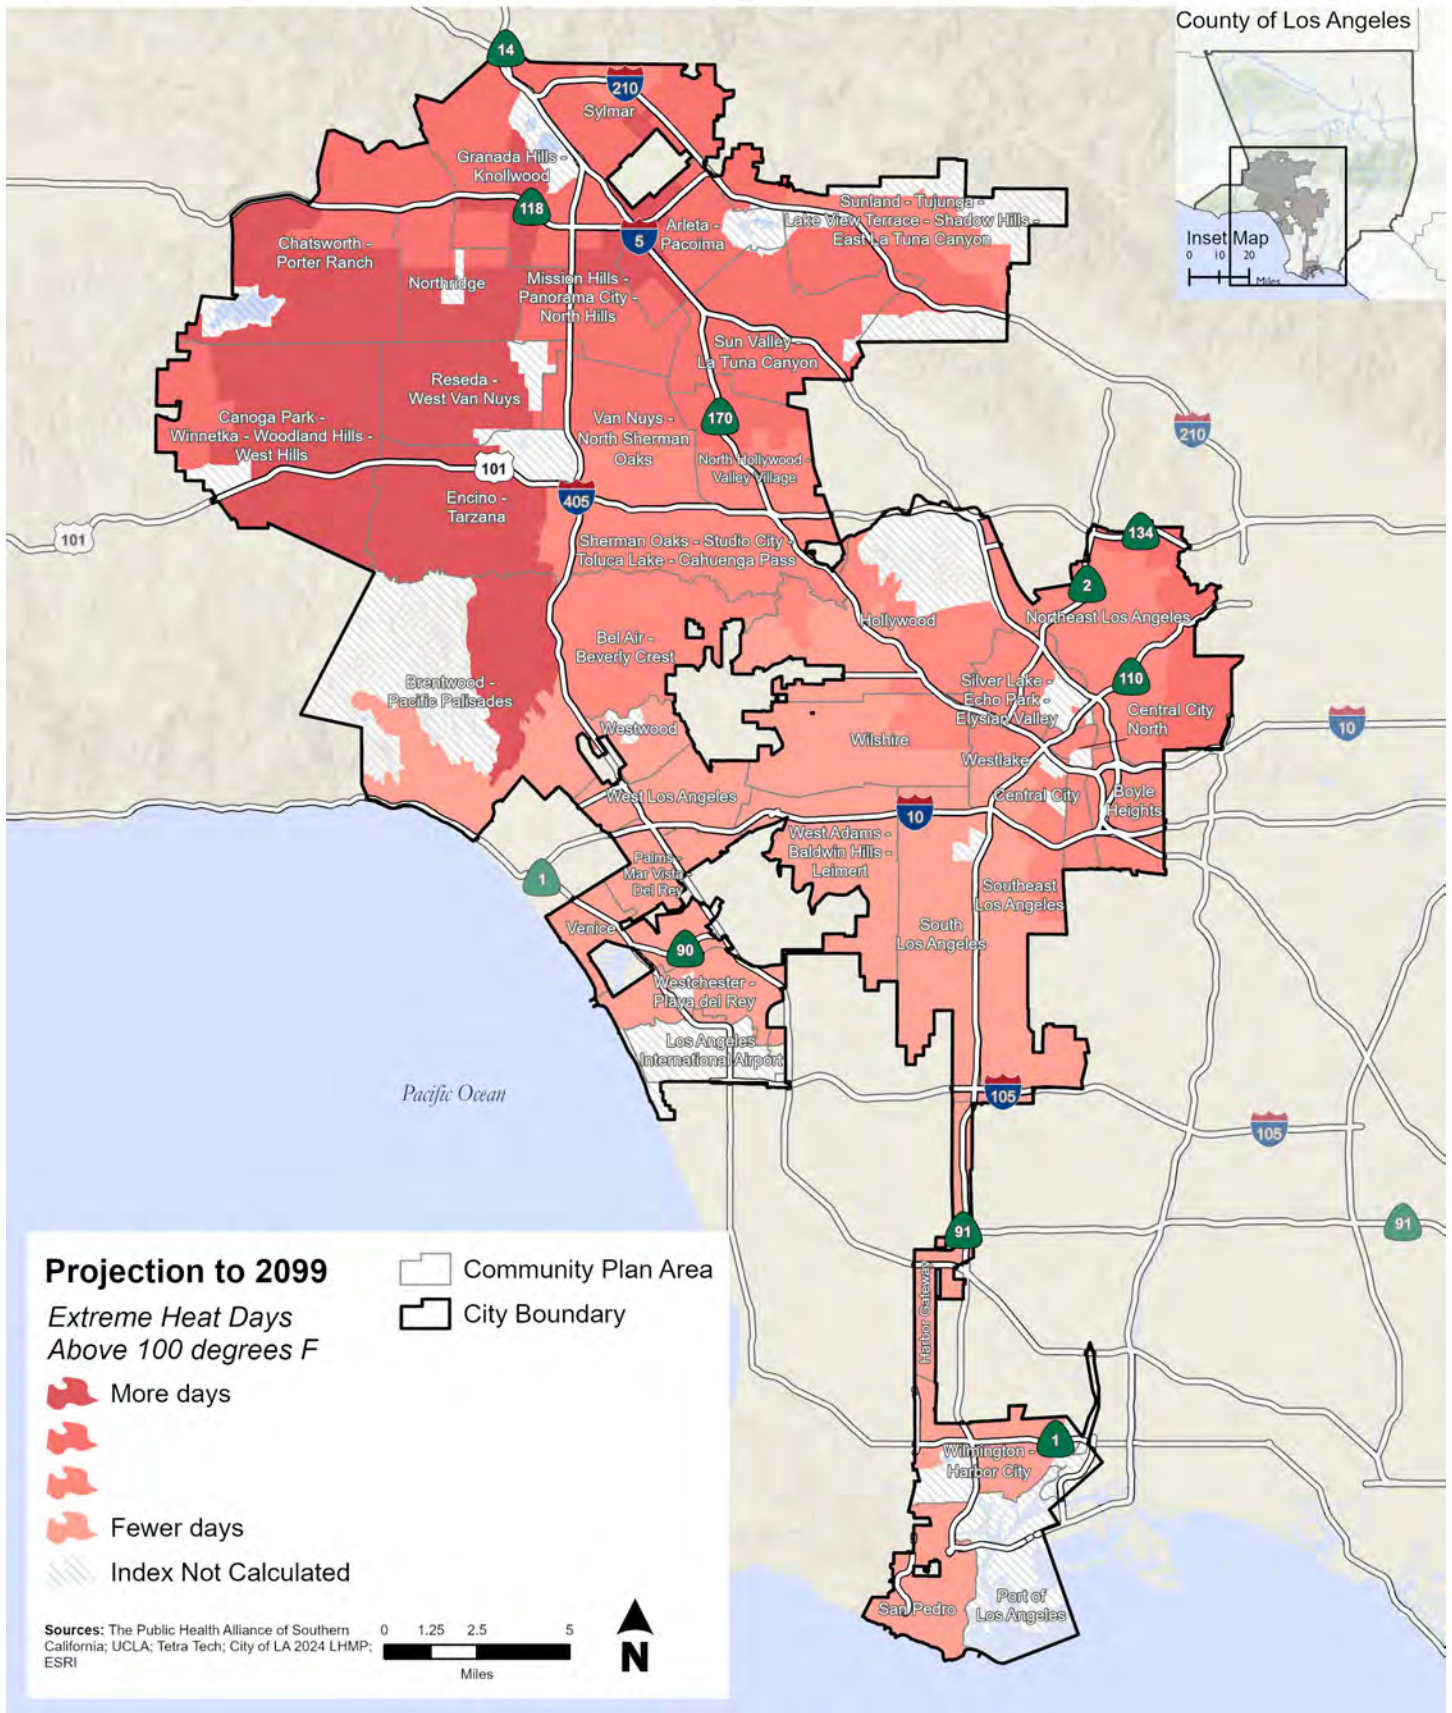 County of Los Angeles
Inset Map
0 10 20
Miles
14
210
Sylmar
Granada Hills -
Knollwood
118
5
Arleta -
Pacoima
Sunland - Tujunga -
Lake View Terrace - Shadow Hills -
East La Tuna Canyon
Chatsworth -
Porter Ranch
Northridge
Mission Hills -
Panorama City -
North Hills
Sun Valley -
La Tuna Canyon
Reseda -
West Van Nuys
Canoga Park -
Winnetka - Woodland Hills -
West Hills
Van Nuys -
North Sherman
Oaks
170
210
North Hollywood -
Valley Village
101
Encino -
Tarzana
405
101
Sherman Oaks - Studio City -
Toluca Lake - Cahuenga Pass
134
2
Hollywood
Northeast Los Angeles
Bel Air -
Beverly Crest
Brentwood -
Pacific Palisades
110
Silver Lake -
Echo Park -
Elysian Valley
Central City
North
Westwood
Wilshire
10
Westlake
West Los Angeles
Central City
Boyle
Heights
10
West Adams -
Baldwin Hills -
Leimert
Palms -
Mar Vista -
Del Rey
1
Southeast
Los Angeles
Venice
South
Los Angeles
90
Westchester -
Playa del Rey
Los Angeles
International Airport
Pacific Ocean
105
105
91
91
Harbor Gateway
1
Wilmington -
Harbor City
San Pedro
Port of
Los Angeles
Projection to 2099
Extreme Heat Days
Above 100 degrees F
More days
Fewer days
Index Not Calculated
Community Plan Area
City Boundary
Sources: The Public Health Alliance of Southern
California; UCLA; Tetra Tech; City of LA 2024 LHMP;
ESRI
0 1.25 2.5 5
Miles
N